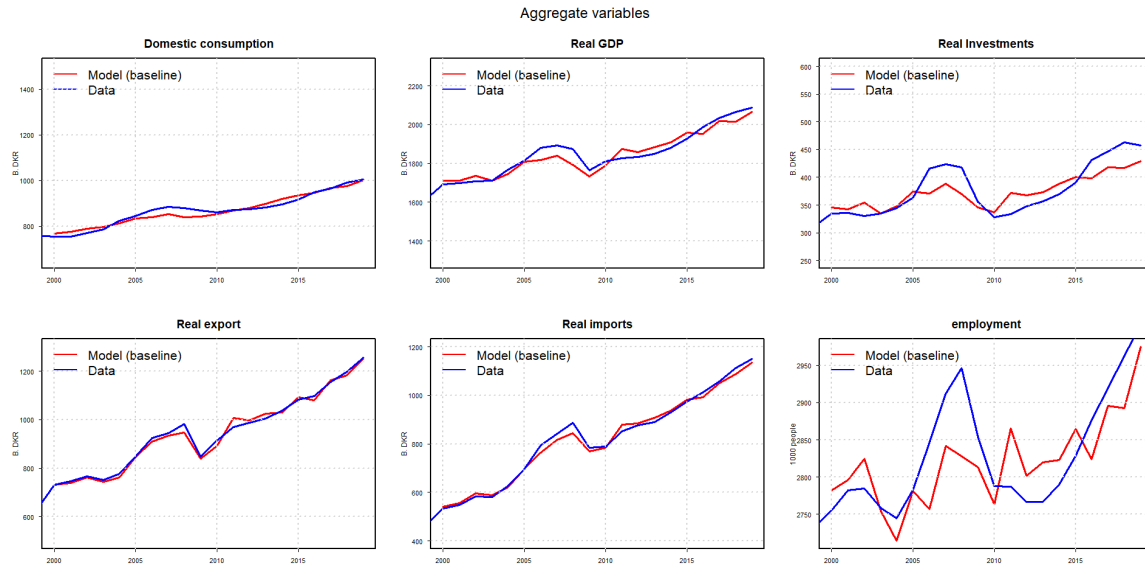 Aggregate variables
Domestic consumption
Model (baseline)
Data
B.DKR
1400
1200
1000
800
2000
2005
2010
2015
Real GDP
Model (baseline)
Data
B.DKR
2200
2000
1800
1600
1400
2000
2005
2010
2015
Real Investments
Model (baseline)
Data
B.DKR
600
550
500
450
400
350
300
250
2000
2005
2010
2015
Real export
Model (baseline)
Data
B.DKR
1200
1000
800
600
2000
2005
2010
2015
Real imports
Model (baseline)
Data
B.DKR
1200
1000
800
600
400
2000
2005
2010
2015
employment
Model (baseline)
Data
1000 people
2950
2900
2850
2800
2750
2000
2005
2010
2015